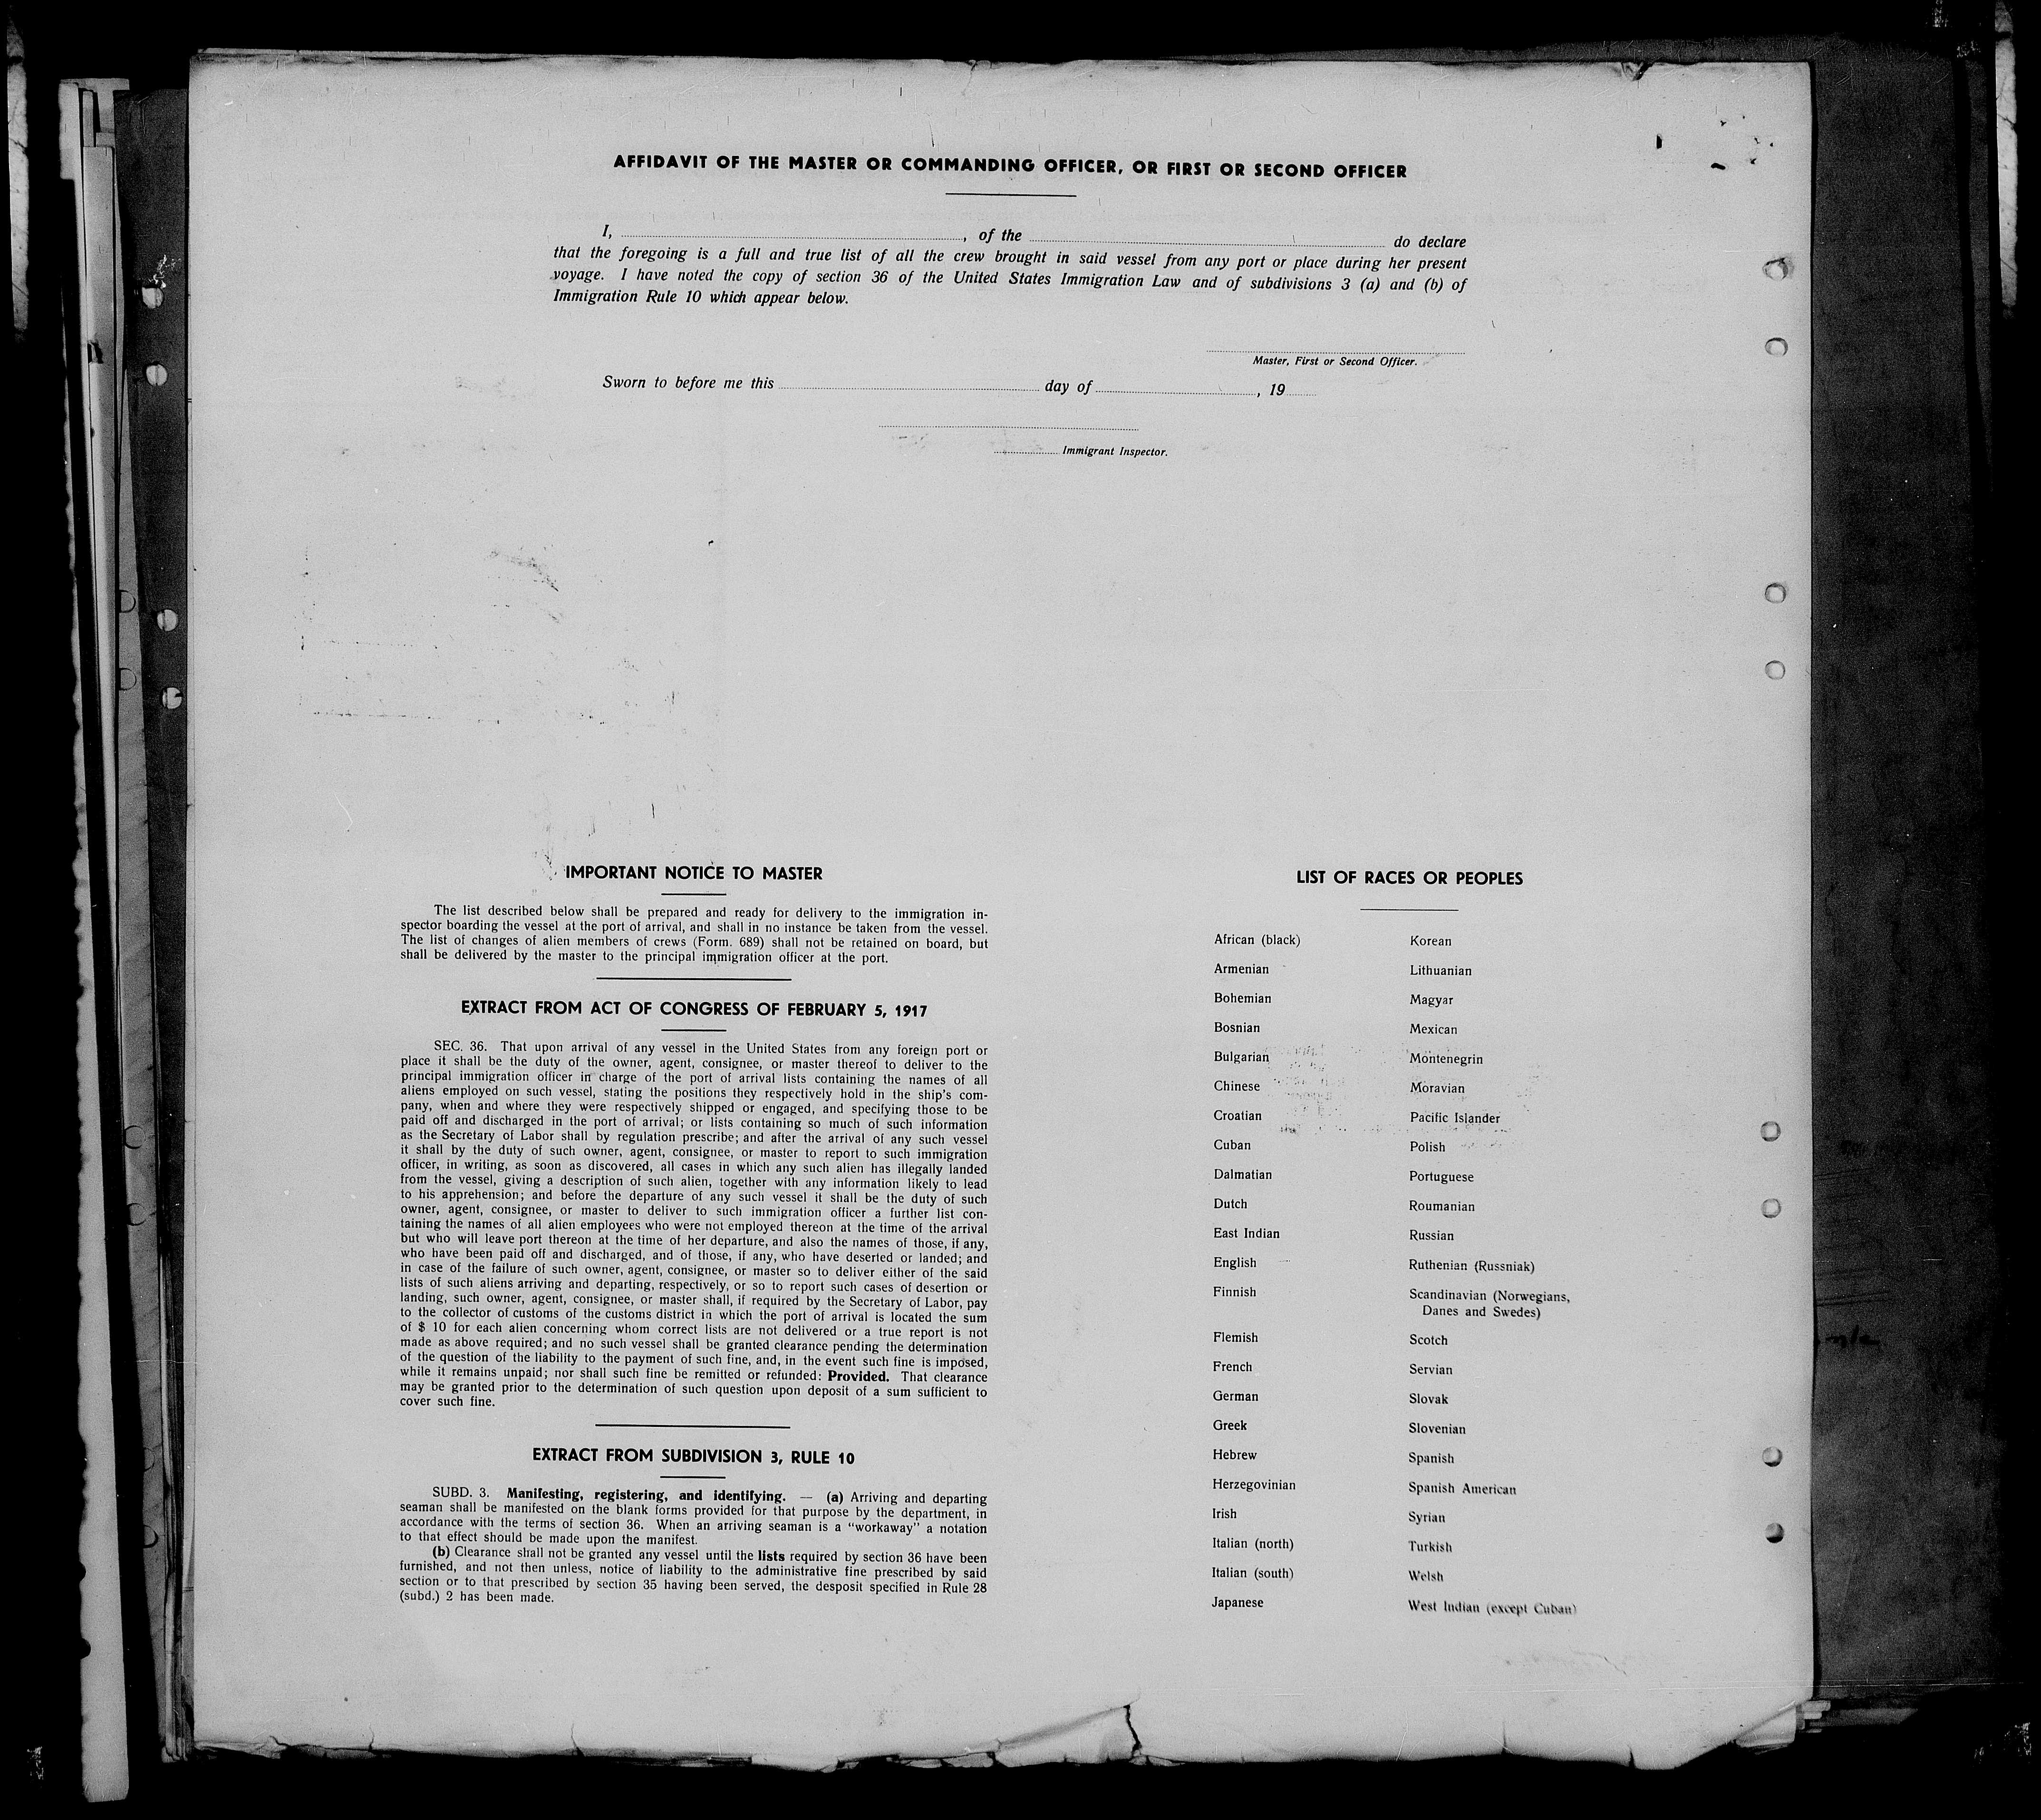 AFFIDAVIT OF THE MASTER OR COMMANDING OFFICER, OR FIRST OR SECOND OFFICER
I, , of the do declare
that the foregoing is a full and true list of all the crew brought in said vessel from any port or place during her present
voyage. I have noted the copy of section 36 of the United States Immigration Law and of subdivisions 3 (a) and (b) of
Immigration Rule 10 which appear below.
Master, First or Second Officer.
Sworn to before me this day of , 19
Immigrant Inspector.
IMPORTANT NOTICE TO MASTER
The list described below shall be prepared and ready for delivery to the immigration in-
spector boarding the vessel at the port of arrival, and shall in no instance be taken from the vessel.
The list of changes of alien members of crews (Form. 689) shall not be retained on board, but
shall be delivered by the master to the principal immigration officer at the port.
EXTRACT FROM ACT OF CONGRESS OF FEBRUARY 5, 1917
SEC. 36. That upon arrival of any vessel in the United States from any foreign port or
place it shall be the duty of the owner, agent, consignee, or master thereof to deliver to the
principal immigration officer in charge of the port of arrival lists containing the names of all
aliens employed on such vessel, stating the positions they respectively hold in the ship's com-
pany, when and where they were respectively shipped or engaged, and specifying those to be
paid off and discharged in the port of arrival; or lists containing so much of such information
as the Secretary of Labor shall by regulation prescribe; and after the arrival of any such vessel
it shall by the duty of such owner, agent, consignee, or master to report to such immigration
officer, in writing, as soon as discovered, all cases in which any such alien has illegally landed
from the vessel, giving a description of such alien, together with any information likely to lead
to his apprehension; and before the departure of any such vessel it shall be the duty of such
owner, agent, consignee, or master to deliver to such immigration officer a further list con-
taining the names of all alien employees who were not employed thereon at the time of the arrival
but who will leave port thereon at the time of her departure, and also the names of those, if any,
who have been paid off and discharged, and of those, if any, who have deserted or landed; and
in case of the failure of such owner, agent, consignee, or master so to deliver either of the said
lists of such aliens arriving and departing, respectively, or so to report such cases of desertion or
landing, such owner, agent, consignee, or master shall, if required by the Secretary of Labor, pay
to the collector of customs of the customs district in which the port of arrival is located the sum
of $ 10 for each alien concerning whom correct lists are not delivered or a true report is not
made as above required; and no such vessel shall be granted clearance pending the determination
of the question of the liability to the payment of such fine, and, in the event such fine is imposed,
while it remains unpaid; nor shall such fine be remitted or refunded: Provided. That clearance
may be granted prior to the determination of such question upon deposit of a sum sufficient to
cover such fine.
EXTRACT FROM SUBDIVISION 3, RULE 10
SUBD. 3. Manifesting, registering, and identifying. — (a) Arriving and departing
seaman shall be manifested on the blank forms provided for that purpose by the department, in
accordance with the terms of section 36. When an arriving seaman is a "workaway" a notation
to that effect should be made upon the manifest.
(b) Clearance shall not be granted any vessel until the lists required by section 36 have been
furnished, and not then unless, notice of liability to the administrative fine prescribed by said
section or to that prescribed by section 35 having been served, the desposit specified in Rule 28
(subd.) 2 has been made.
LIST OF RACES OR PEOPLES
African (black)
Armenian
Bohemian
Bosnian
Bulgarian
Chinese
Croatian
Cuban
Dalmatian
Dutch
East Indian
English
Finnish
Flemish
French
German
Greek
Hebrew
Herzegovinian
Irish
Italian (north)
Italian (south)
Japanese
Korean
Lithuanian
Magyar
Mexican
Montenegrin
Moravian
Pacific Islander
Polish
Portuguese
Roumanian
Russian
Ruthenian (Russniak)
Scandinavian (Norwegians,
Danes and Swedes)
Scotch
Servian
Slovak
Slovenian
Spanish
Spanish American
Syrian
Turkish
Welsh
West Indian (except Cuban)